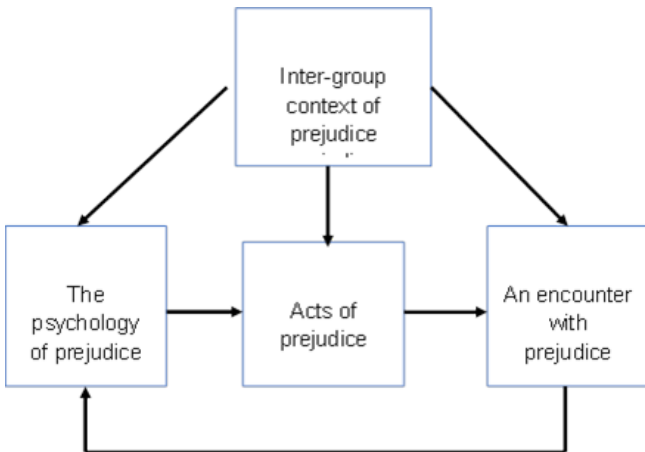 Inter-group
context of
prejudice
The
psychology
of prejudice
Acts of
prejudice
An encounter
with
prejudice